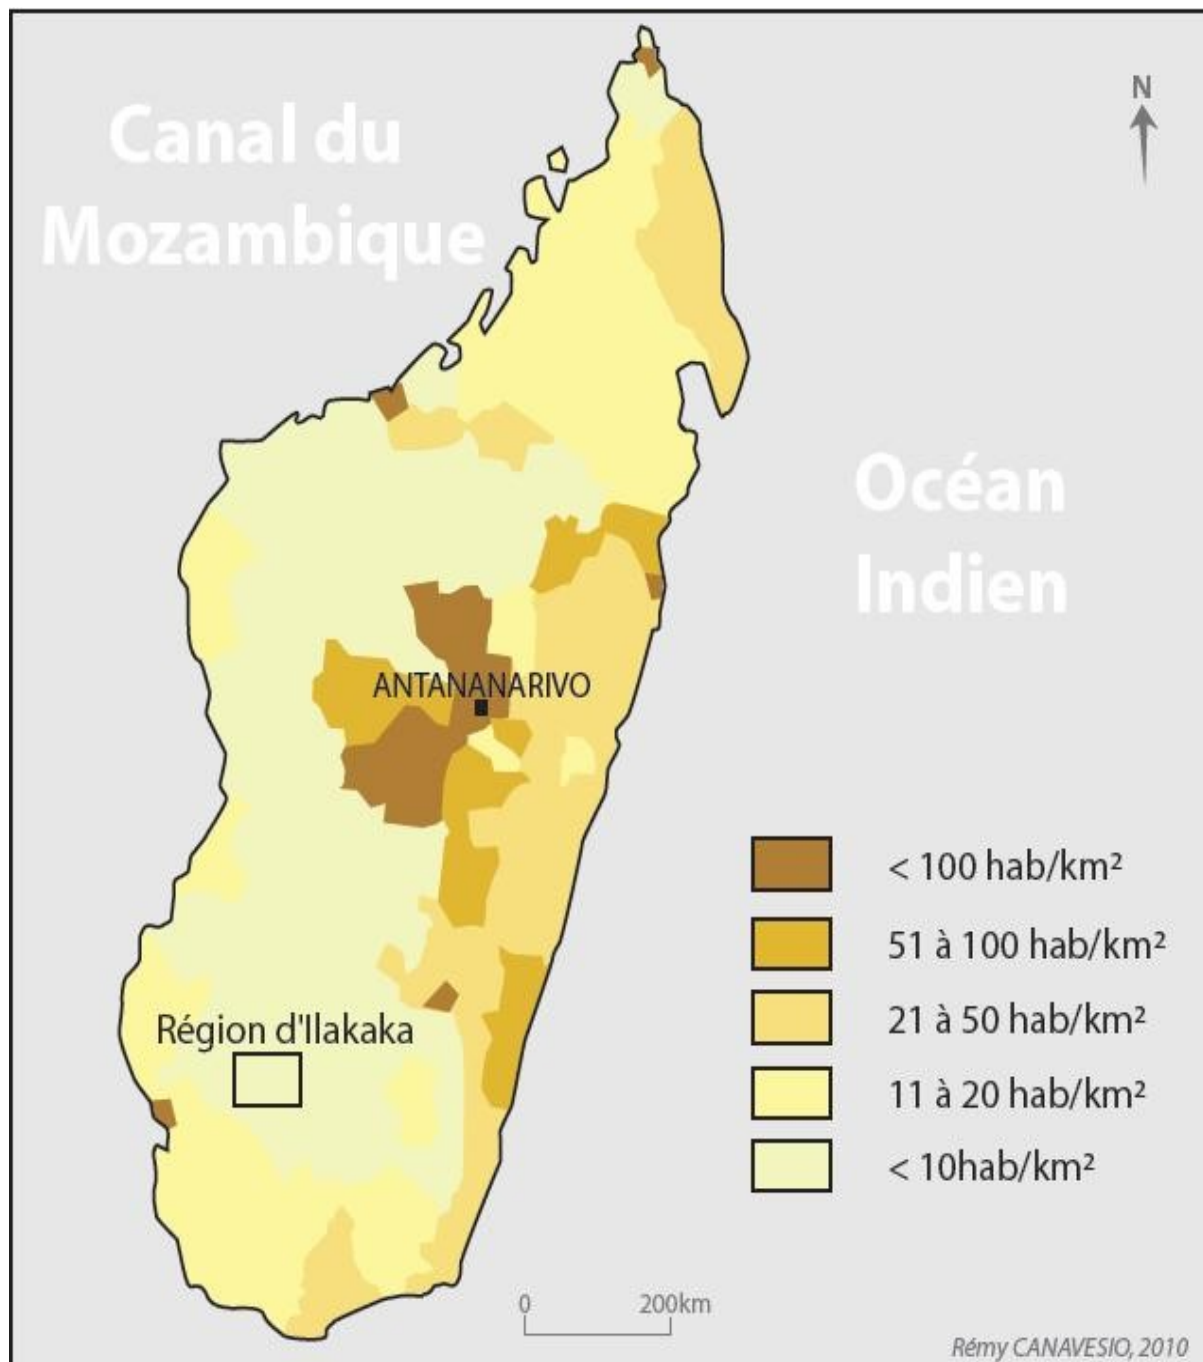 Canal du
Mozambique
N
Océan
Indien
ANTANANARIVO
< 100 hab/km²
51 à 100 hab/km²
21 à 50 hab/km²
11 à 20 hab/km²
< 10hab/km²
Région d'Ilakaka
0 200km
Rémy CANAVESIO, 2010